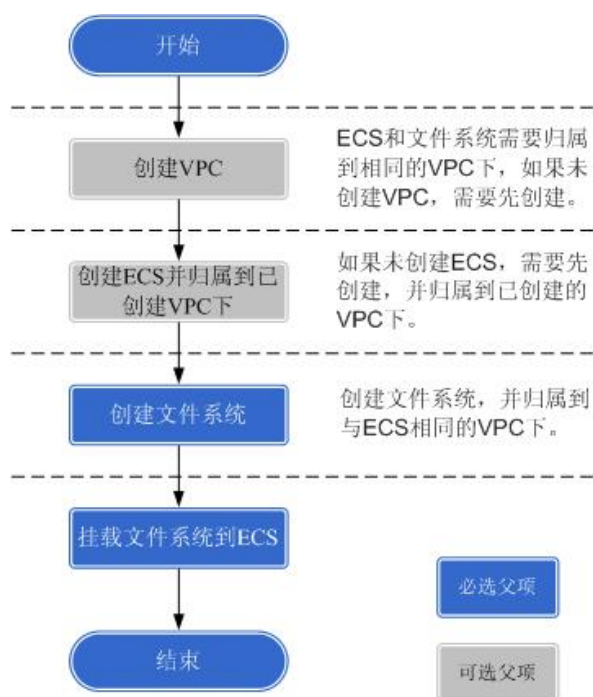 开始
创建VPC
ECS和文件系统需要归属
到相同的VPC下，如果未
创建VPC，需要先创建。
创建ECS并归属到已
创建VPC下
如果未创建ECS，需要先
创建，并归属到已创建的
VPC下。
创建文件系统
创建文件系统，并归属到
与ECS相同的VPC下。
挂载文件系统到ECS
必选父项
结束
可选父项